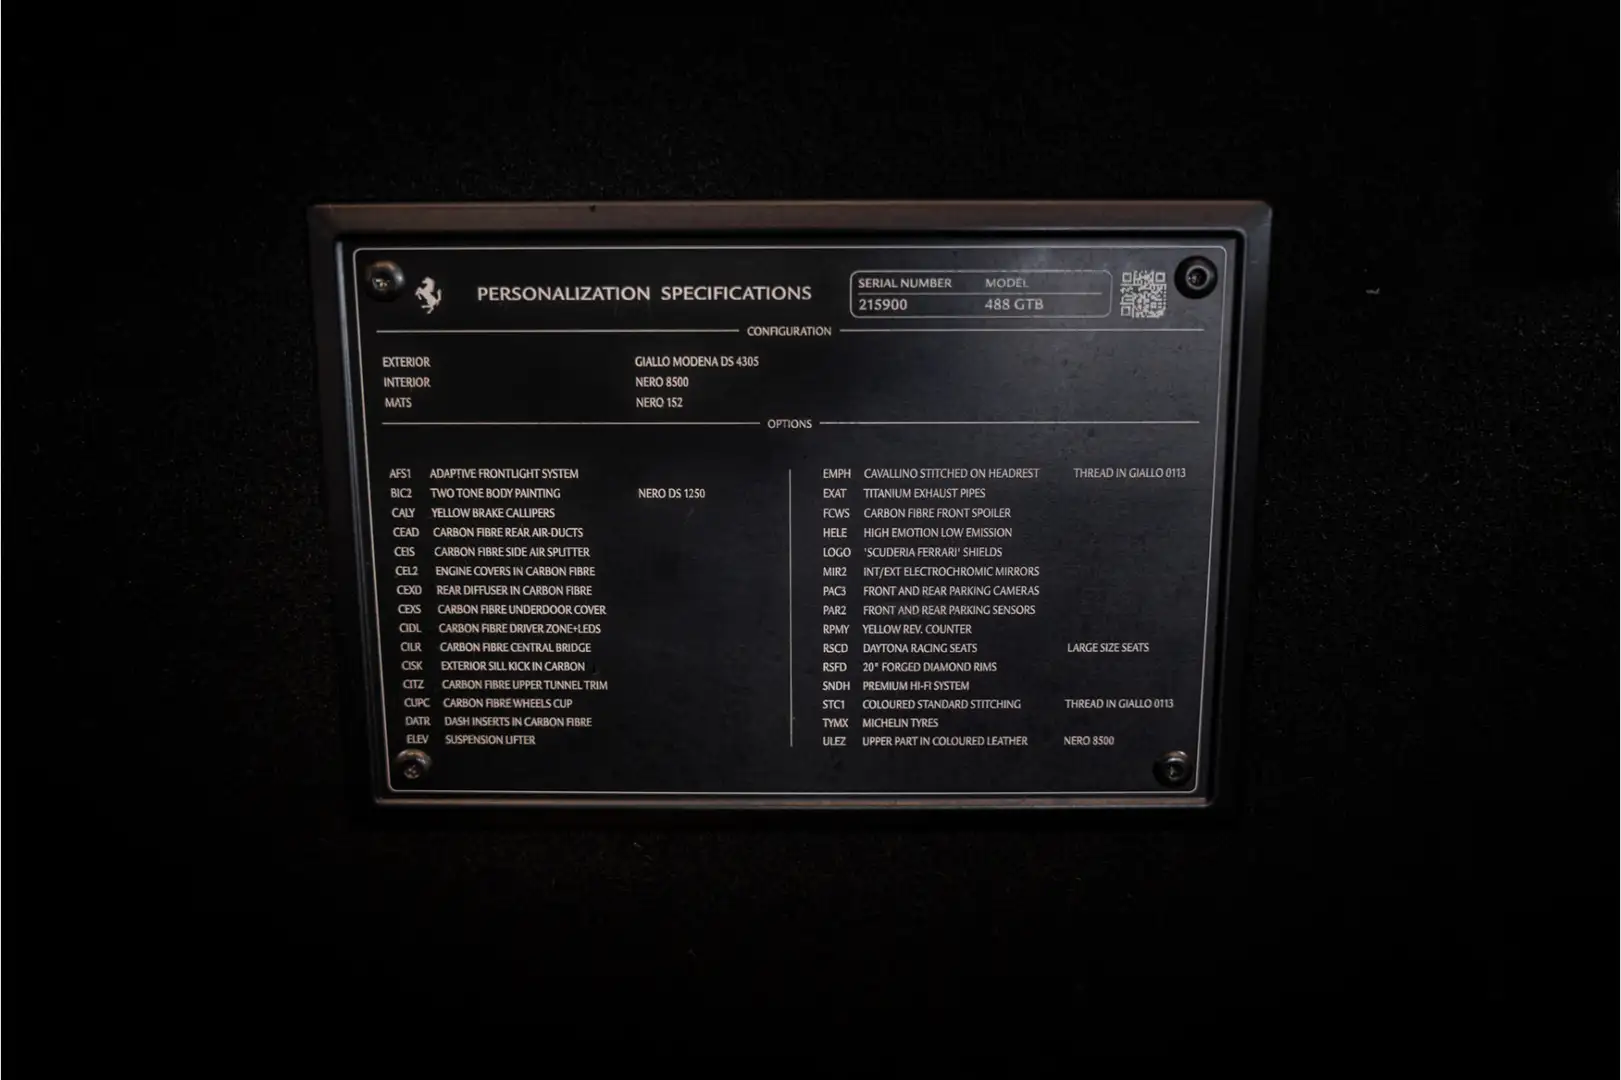 PERSONALIZATION SPECIFICATIONS
SERIAL NUMBER MODEL
215900 488 GTB
CONFIGURATION
EXTERIOR GIALLO MODENA DS 4305
INTERIOR NERO 8500
MATS NERO 152
OPTIONS
AFS1 ADAPTIVE FRONTLIGHT SYSTEM
BIC2 TWO TONE BODY PAINTING NERO DS 1250
CALY YELLOW BRAKE CALLIPERS
CEAD CARBON FIBRE REAR AIR-DUCTS
CEIS CARBON FIBRE SIDE AIR SPLITTER
CEL2 ENGINE COVERS IN CARBON FIBRE
CEXD REAR DIFFUSER IN CARBON FIBRE
CEXS CARBON FIBRE UNDERDOOR COVER
CIDL CARBON FIBRE DRIVER ZONE+LEDS
CILR CARBON FIBRE CENTRAL BRIDGE
CISK EXTERIOR SILL KICK IN CARBON
CITZ CARBON FIBRE UPPER TUNNEL TRIM
CUPC CARBON FIBRE WHEELS CUP
DATR DASH INSERTS IN CARBON FIBRE
ELEV SUSPENSION LIFTER
EMPH CAVALLINO STITCHED ON HEADREST THREAD IN GIALLO 0113
EXAT TITANIUM EXHAUST PIPES
FCWS CARBON FIBRE FRONT SPOILER
HELE HIGH EMOTION LOW EMISSION
LOGO 'SCUDERIA FERRARI' SHIELDS
MIR2 INT/EXT ELECTROCHROMIC MIRRORS
PAC3 FRONT AND REAR PARKING CAMERAS
PAR2 FRONT AND REAR PARKING SENSORS
RPMY YELLOW REV. COUNTER
RSCD DAYTONA RACING SEATS LARGE SIZE SEATS
RSFD 20" FORGED DIAMOND RIMS
SNDH PREMIUM HI-FI SYSTEM
STC1 COLOURED STANDARD STITCHING THREAD IN GIALLO 0113
TYMX MICHELIN TYRES
ULEZ UPPER PART IN COLOURED LEATHER NERO 8500